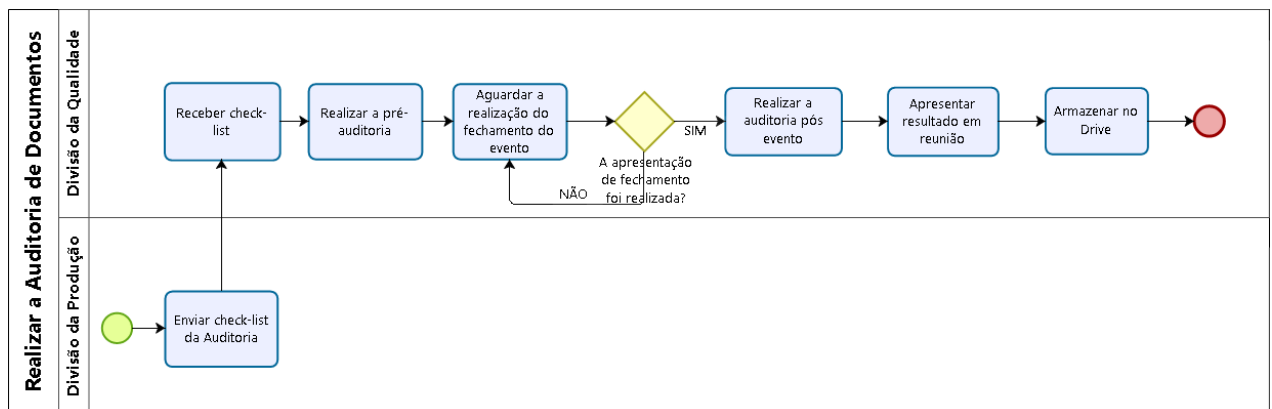 Realizar a Auditoria de Documentos
Divisão da Qualidade
Receber check-
list
Realizar a pré-
auditoria
Aguardar a
realização do
fechamento do
evento
SIM
A apresentação
de fechamento
foi realizada?
NÃO
Realizar a
auditoria pós
evento
Apresentar
resultado em
reunião
Armazenar no
Drive
Divisão da Produção
Enviar check-list
da Auditoria